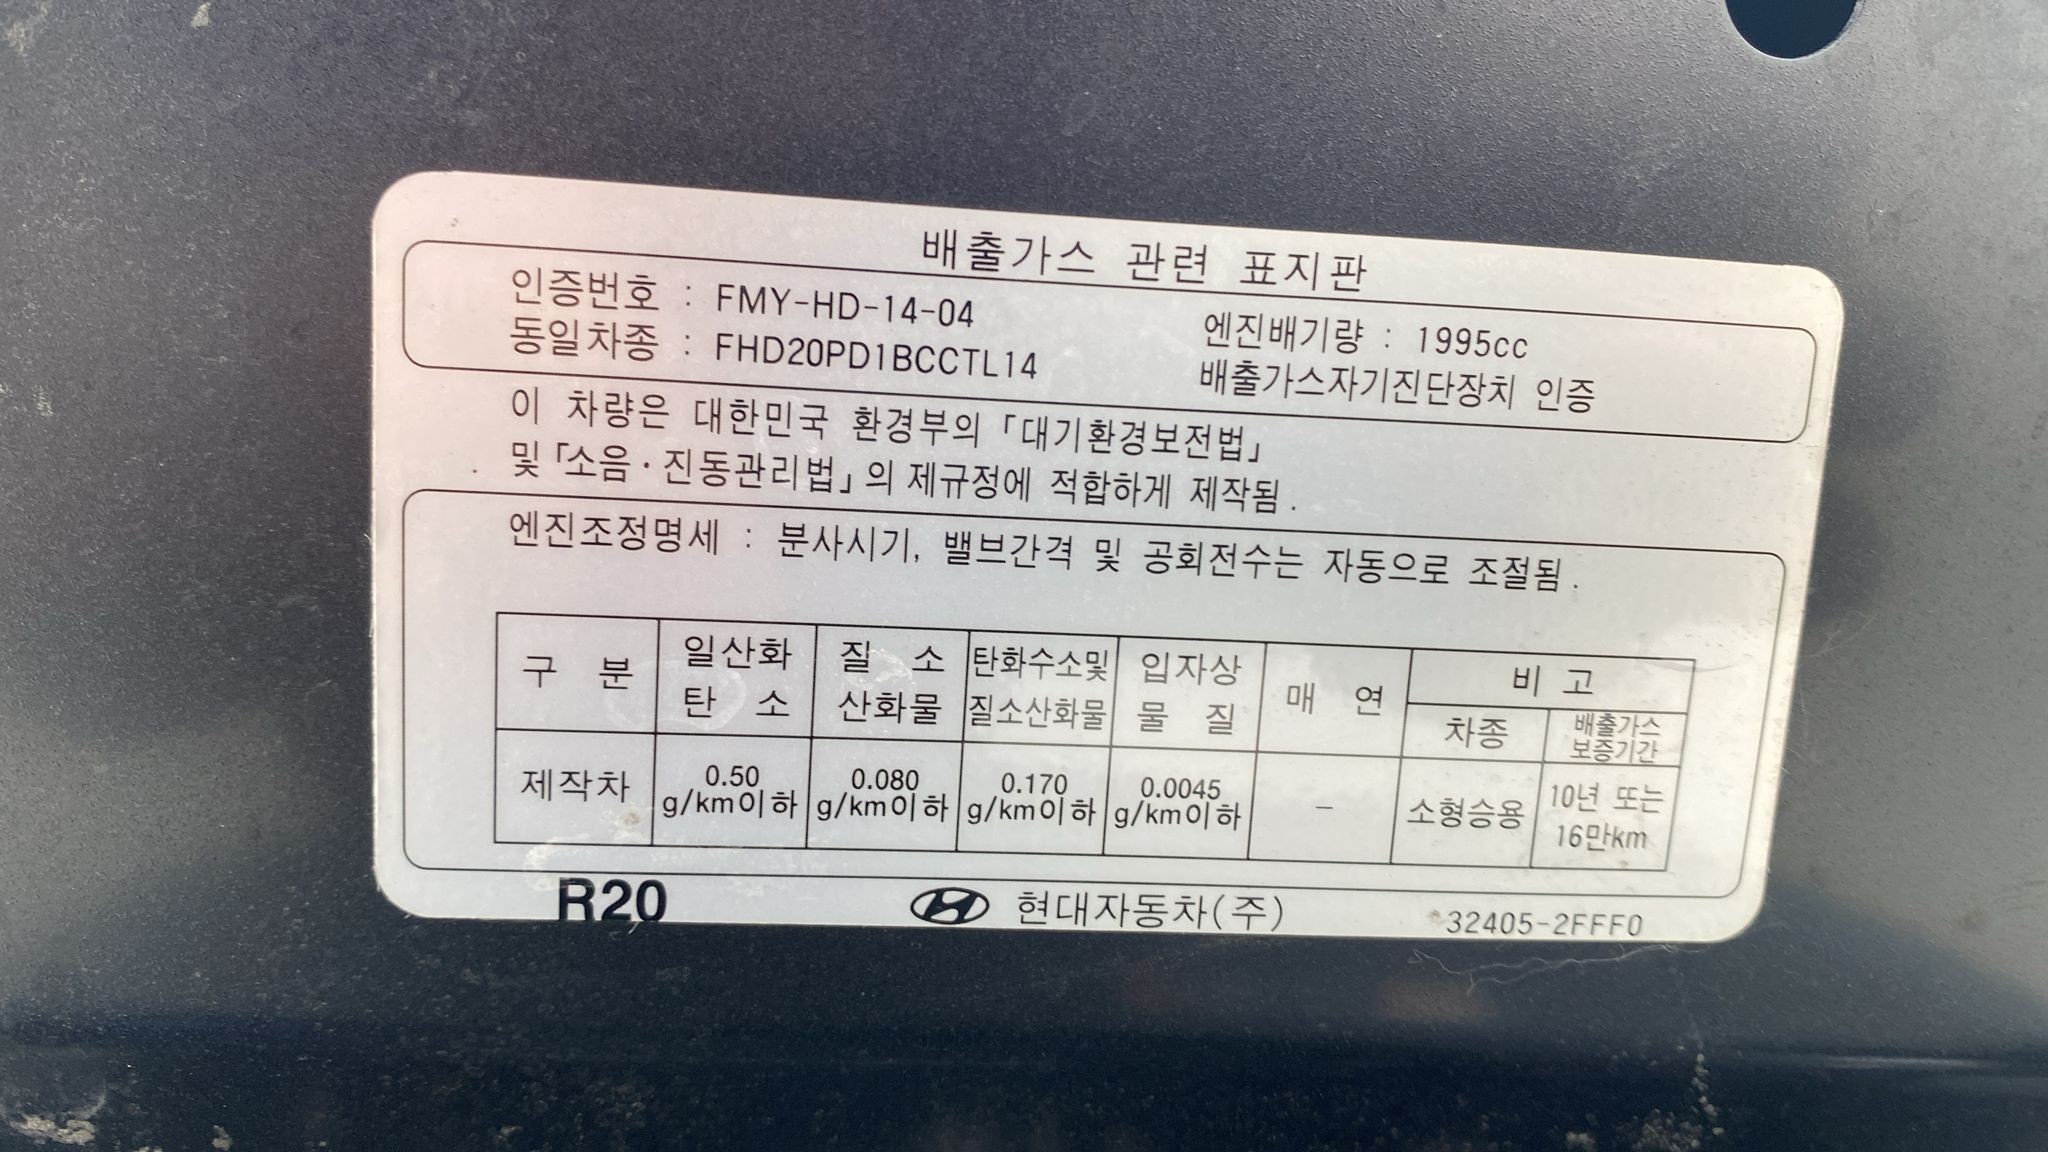 배출가스 관련 표지판
인증번호 : FMY-HD-14-04
동일차종 : FHD20PD1BCCTL14
엔진배기량 : 1995cc
배출가스자기진단장치 인증
이 차량은 대한민국 환경부의 「대기환경보전법」
및 「소음·진동관리법」의 제규정에 적합하게 제작됨.
엔진조정명세 : 분사시기, 밸브간격 및 공회전수는 자동으로 조절됨.
구 분
일산화
탄 소
질 소
산화물
탄화수소및
질소산화물
입자상
물 질
매 연
비 고
차종
배출가스
보증기간
제작차
0.50
g/km이하
0.080
g/km이하
0.170
g/km이하
0.0045
g/km이하
–
소형승용
10년 또는
16만km
R20
현대자동차(주)
32405-2FFF0